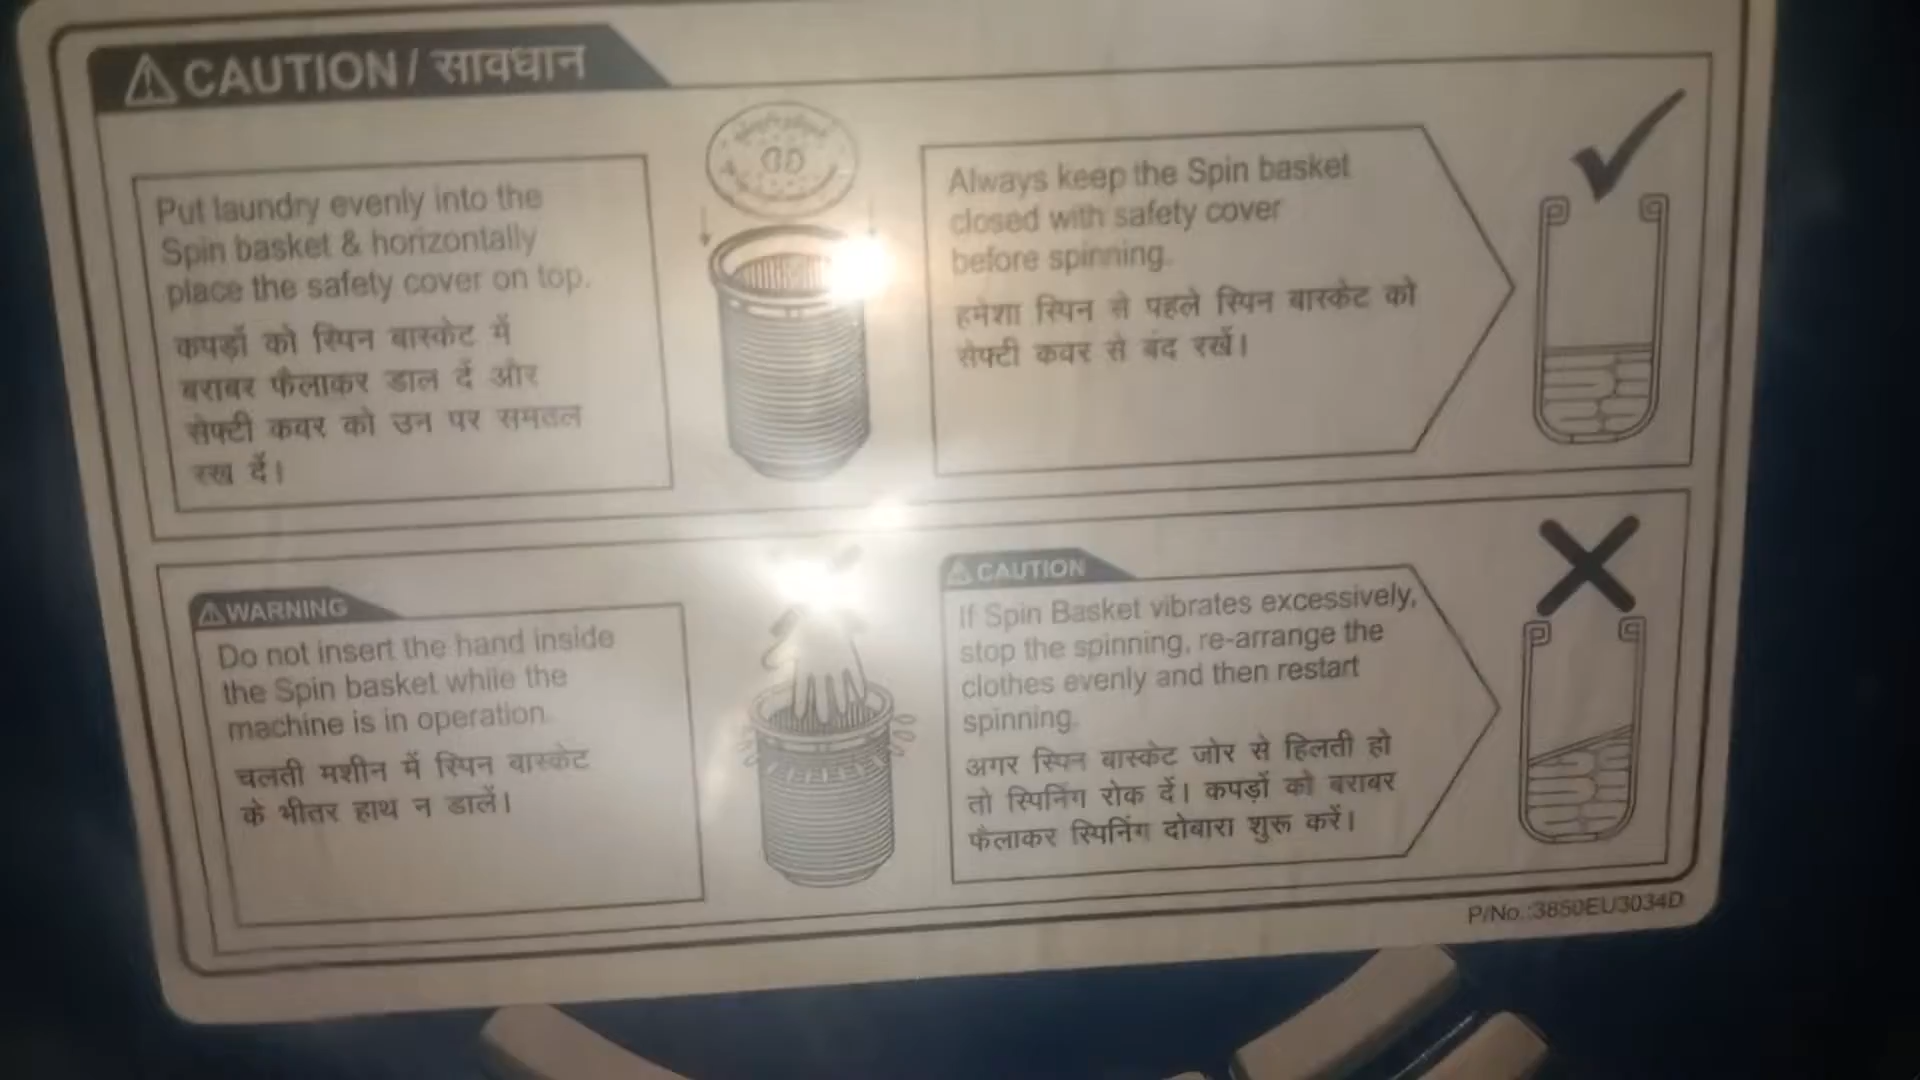 CAUTION / सावधान
Put laundry evenly into the
Spin basket & horizontally
place the safety cover on top.
कपड़ों को स्पिन बास्केट में
बराबर फैलाकर डाल दें और
सेफ्टी कवर को उन पर समतल
रख दें।
Always keep the Spin basket
closed with safety cover
before spinning.
हमेशा स्पिन से पहले स्पिन बास्केट को
सेफ्टी कवर से बंद रखें।
WARNING
Do not insert the hand inside
the Spin basket while the
machine is in operation.
चलती मशीन में स्पिन बास्केट
के भीतर हाथ न डालें।
CAUTION
If Spin Basket vibrates excessively,
stop the spinning, re-arrange the
clothes evenly and then restart
spinning.
अगर स्पिन बास्केट जोर से हिलती हो
तो स्पिनिंग रोक दें। कपड़ों को बराबर
फैलाकर स्पिनिंग दोबारा शुरू करें।
P/No.:3850EU3034D